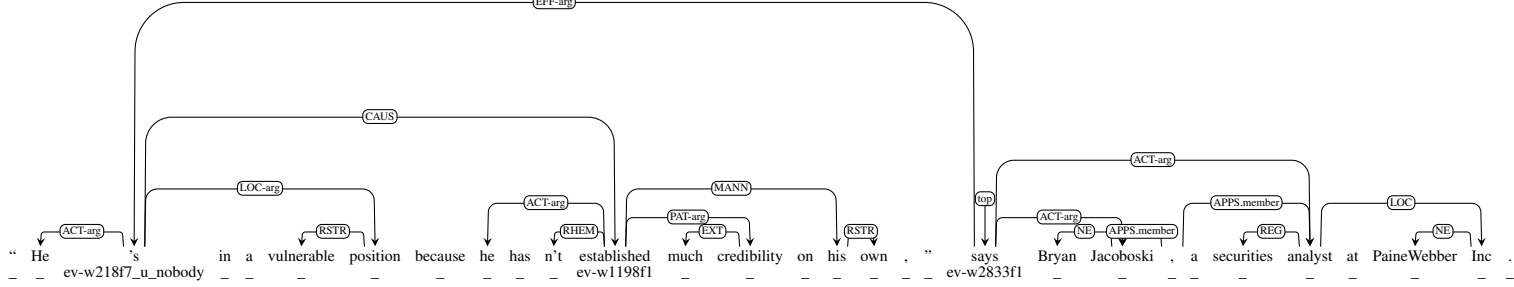 EFF-arg
CAUS
ACT-arg
LOC-arg MANN
top
ACT-arg PAT-arg ACT-arg APPS.member LOC
ACT-arg RSTR RHEM EXT RSTR NE APPS.member REG NE
“ He 's in a vulnerable position because he has n't established much credibility on his own , ” says Bryan Jacoboski , a securities analyst at PaineWebber Inc .
_ _ ev-w218f7_u_nobody _ _ _ _ _ _ _ _ ev-w1198f1 _ _ _ _ _ _ _ ev-w2833f1 _ _ _ _ _ _ _ _ _ _